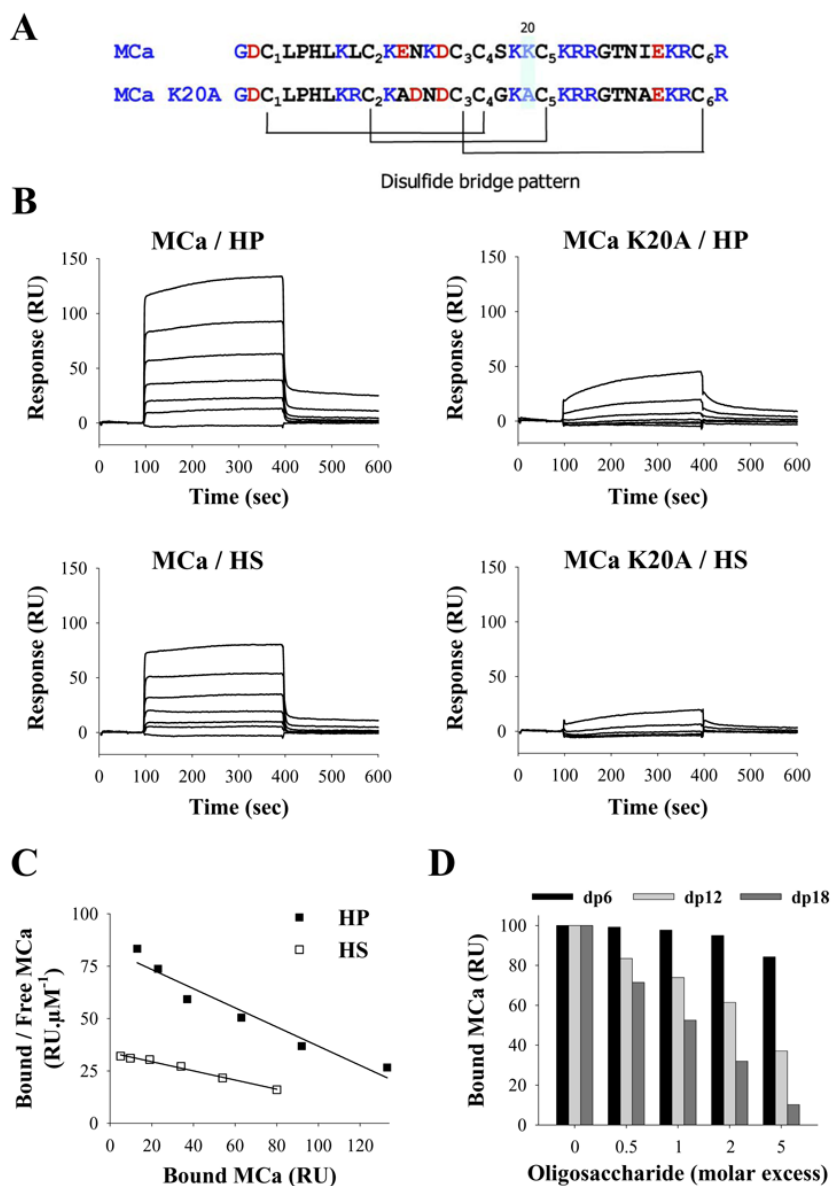 A
20
MCa GDC1LPHLKLC2KENKDC3C4SKKC5KRRGTNIEKRC6R
MCa K20A GDC1LPHLKRC2KADNDC3C4GKAC5KRRGTNAEKRC6R
Disulfide bridge pattern
B
MCa / HP
150
100
50
0
Response (RU)
0 100 200 300 400 500 600
Time (sec)
MCa K20A / HP
150
100
50
0
Response (RU)
0 100 200 300 400 500 600
Time (sec)
MCa / HS
150
100
50
0
Response (RU)
0 100 200 300 400 500 600
Time (sec)
MCa K20A / HS
150
100
50
0
Response (RU)
0 100 200 300 400 500 600
Time (sec)
C
HP
HS
100
75
50
25
0
Bound / Free MCa
(RU.µM⁻¹)
0 20 40 60 80 100 120
Bound MCa (RU)
D
dp6 dp12 dp18
100
80
60
40
20
0
Bound MCa (RU)
0 0.5 1 2 5
Oligosaccharide (molar excess)